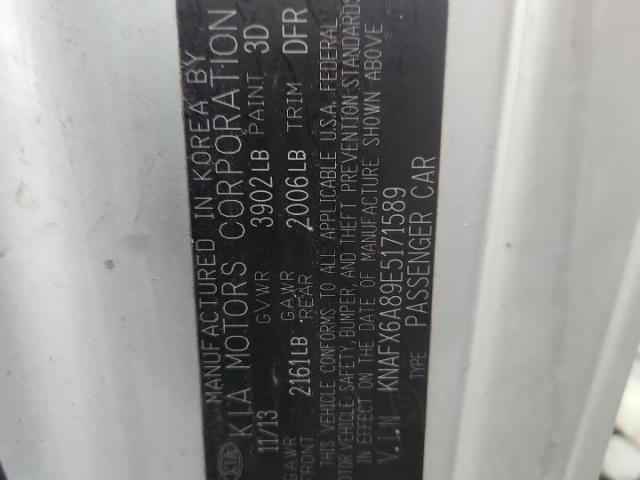 MANUFACTURED IN KOREA BY
KIA KIA MOTORS CORPORATION
11/13 GVWR 3902LB PAINT 3D
GAWR FRONT 2161LB GAWR REAR 2006LB TRIM DFR
THIS VEHICLE CONFORMS TO ALL APPLICABLE U.S.A. FEDERAL
MOTOR VEHICLE SAFETY, BUMPER, AND THEFT PREVENTION STANDARDS
IN EFFECT ON THE DATE OF MANUFACTURE SHOWN ABOVE
V.I.N KNAFX6A89E5171589
TYPE PASSENGER CAR